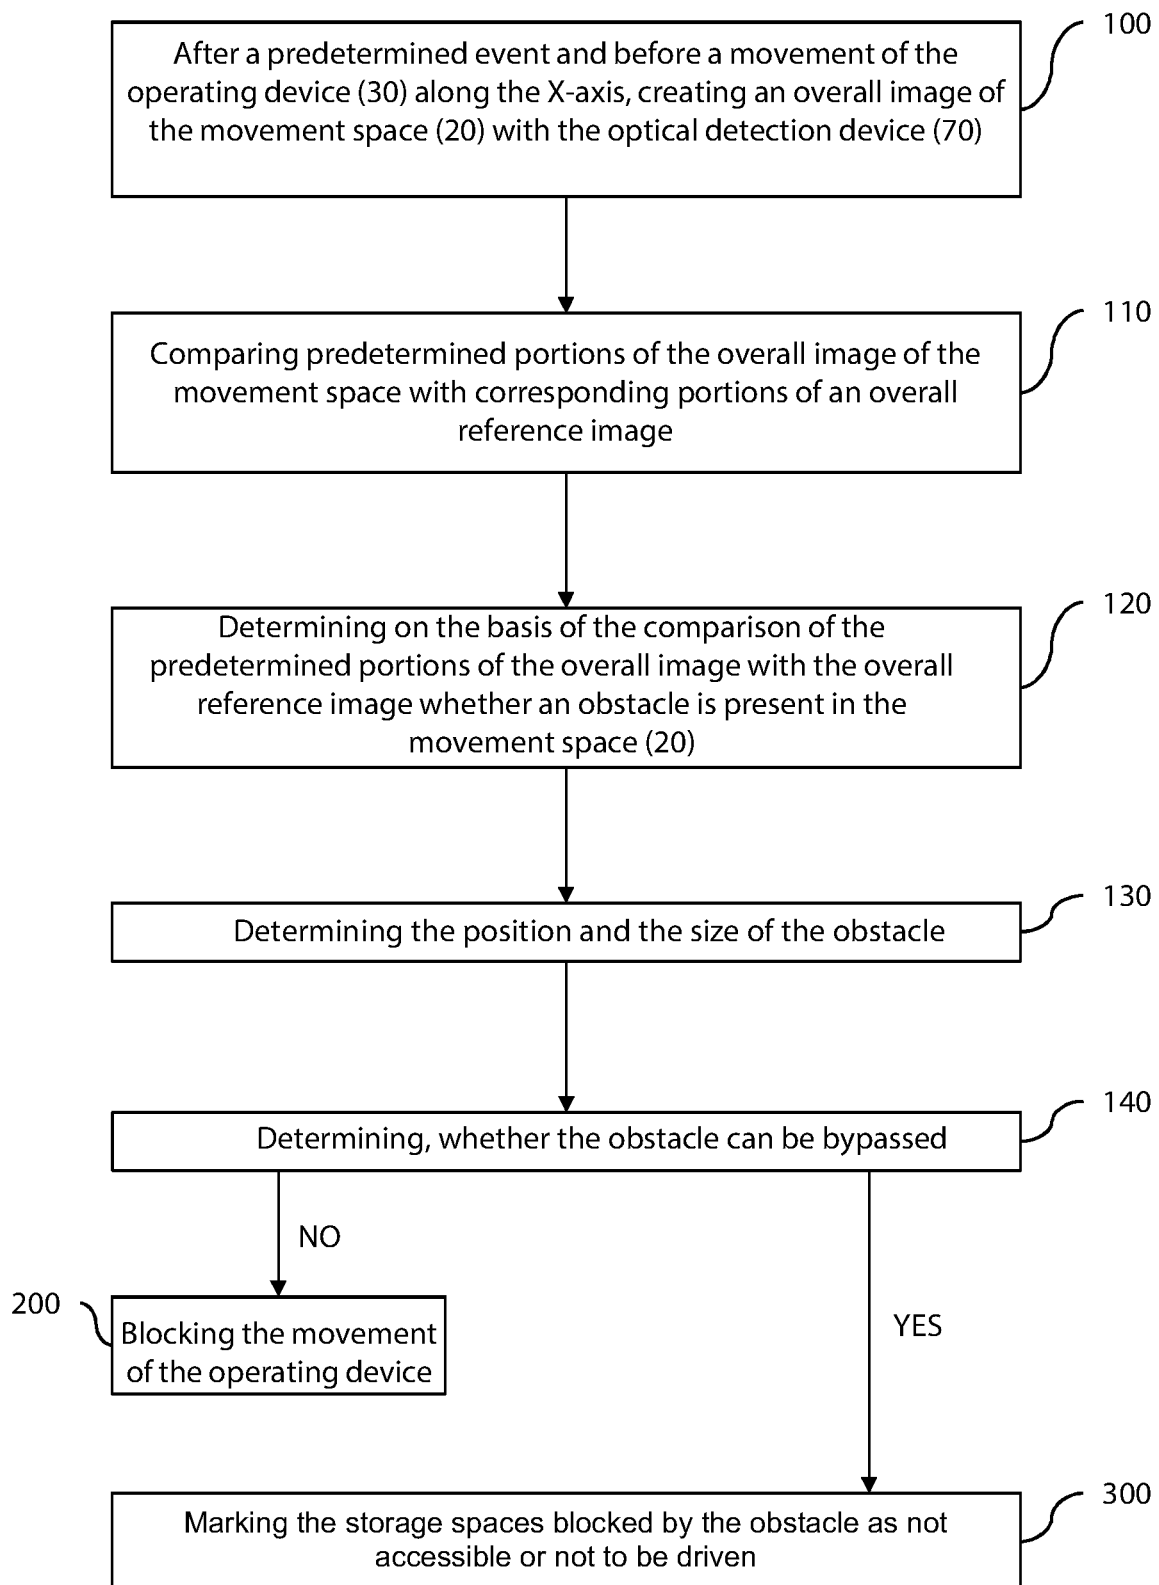 100
After a predetermined event and before a movement of the
operating device (30) along the X-axis, creating an overall image of
the movement space (20) with the optical detection device (70)
110
Comparing predetermined portions of the overall image of the
movement space with corresponding portions of an overall
reference image
120
Determining on the basis of the comparison of the
predetermined portions of the overall image with the overall
reference image whether an obstacle is present in the
movement space (20)
130
Determining the position and the size of the obstacle
140
Determining, whether the obstacle can be bypassed
NO
200
Blocking the movement
of the operating device
YES
300
Marking the storage spaces blocked by the obstacle as not
accessible or not to be driven